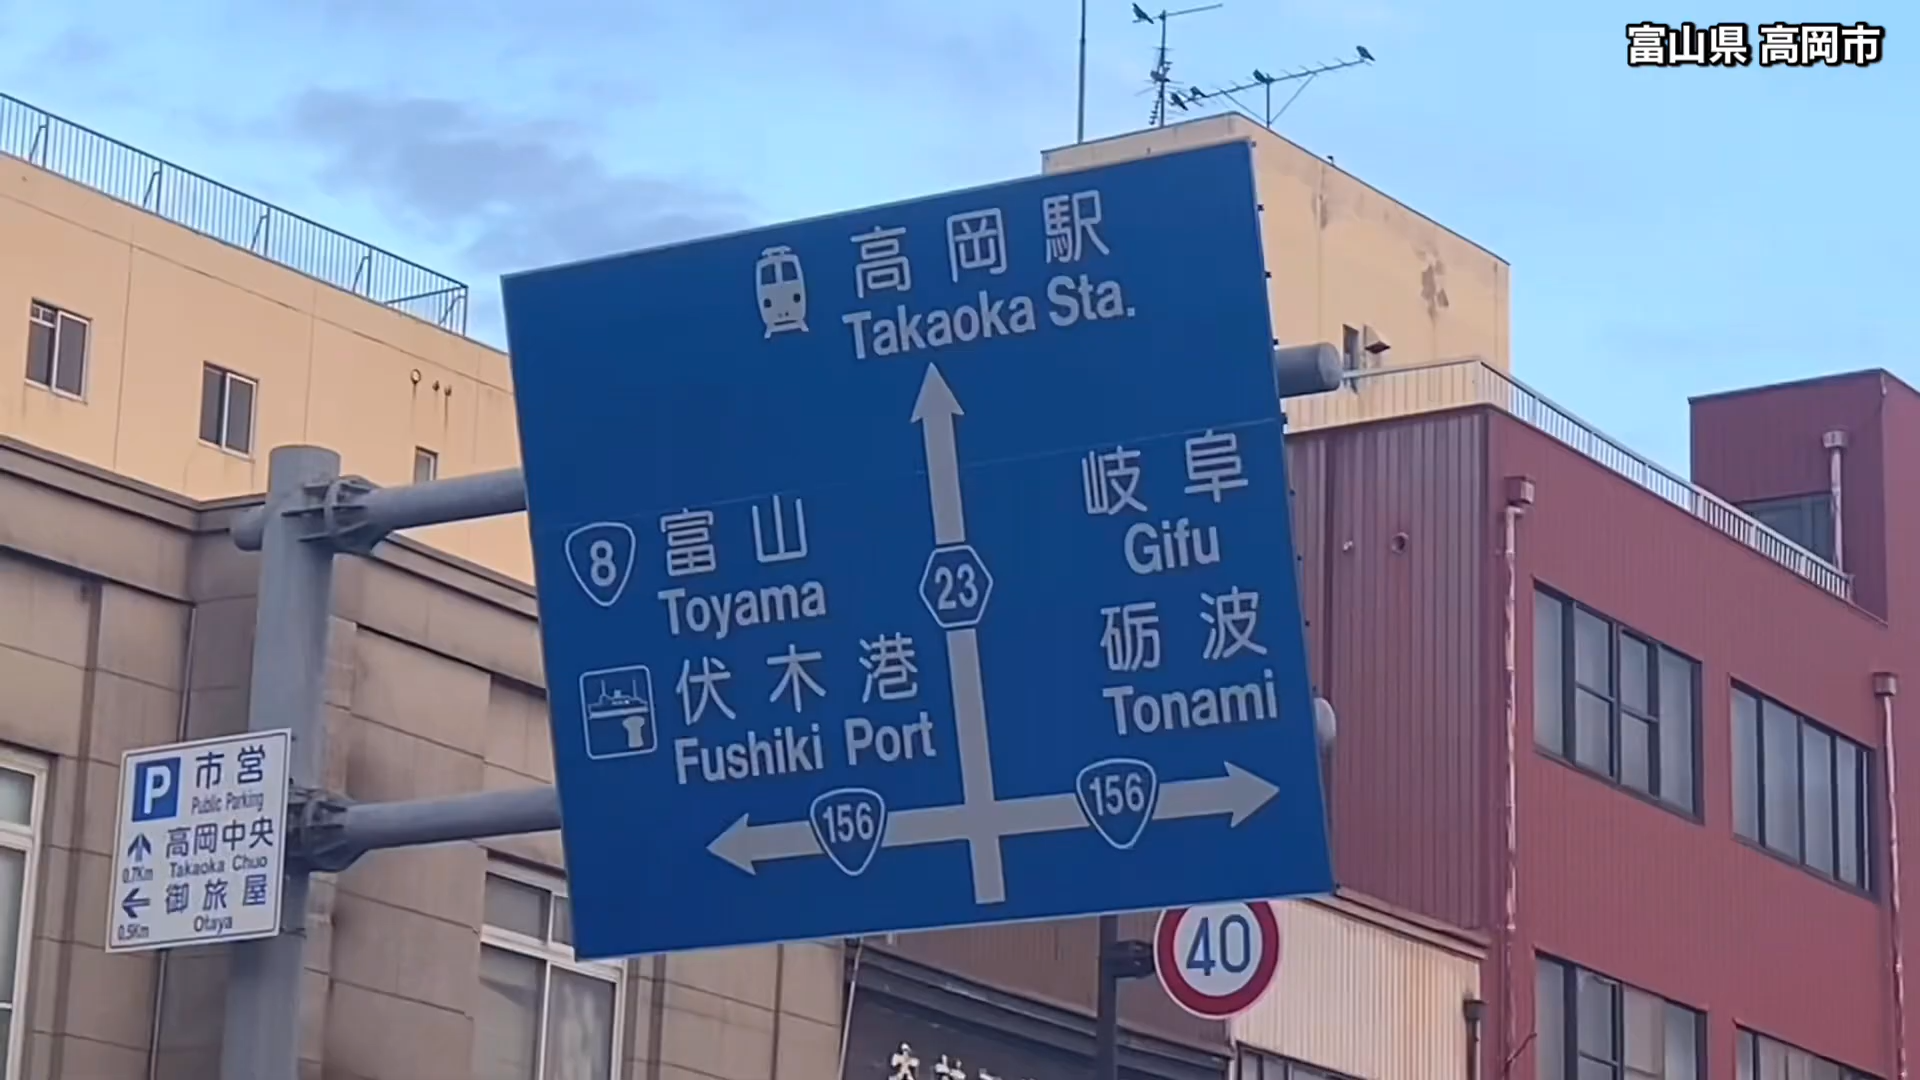 富山県 高岡市
高岡駅
Takaoka Sta.
岐阜
Gifu
8
富山
Toyama
23
砺波
Tonami
伏木港
Fushiki Port
156
156
P
市営
Public Parking
高岡中央
0.7Km
Takaoka Chuo
御旅屋
0.5Km
Otaya
40